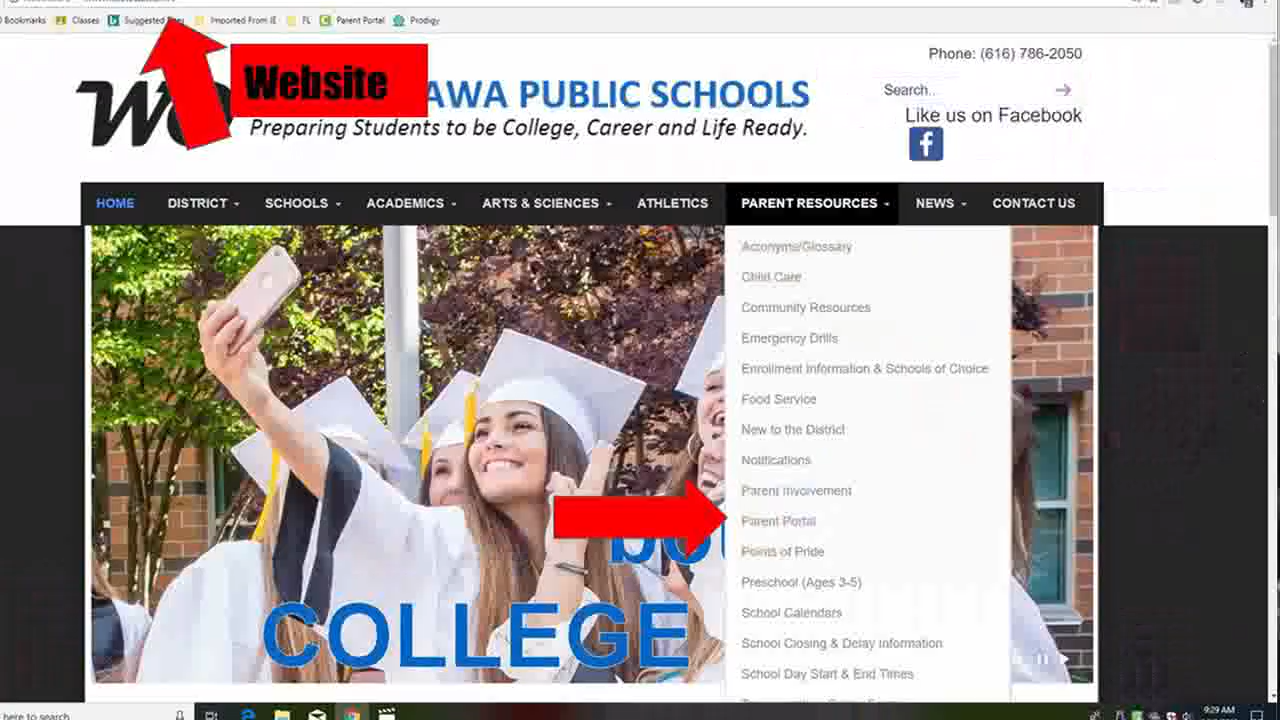 Bookmarks Classes Suggested Imported From IE FL Parent Portal Prodigy
Website
Phone: (616) 786-2050
AWA PUBLIC SCHOOLS
Search...
Like us on Facebook
Preparing Students to be College, Career and Life Ready.
HOME DISTRICT SCHOOLS ACADEMICS ARTS & SCIENCES ATHLETICS PARENT RESOURCES NEWS CONTACT US
Acronyms/Glossary
Child Care
Community Resources
Emergency Drills
Enrollment Information & Schools of Choice
Food Service
New to the District
Notifications
Parent Involvement
Parent Portal
Points of Pride
Preschool (Ages 3-5)
School Calendars
School Closing & Delay Information
School Day Start & End Times
COLLEGE
here to search
9:29 AM